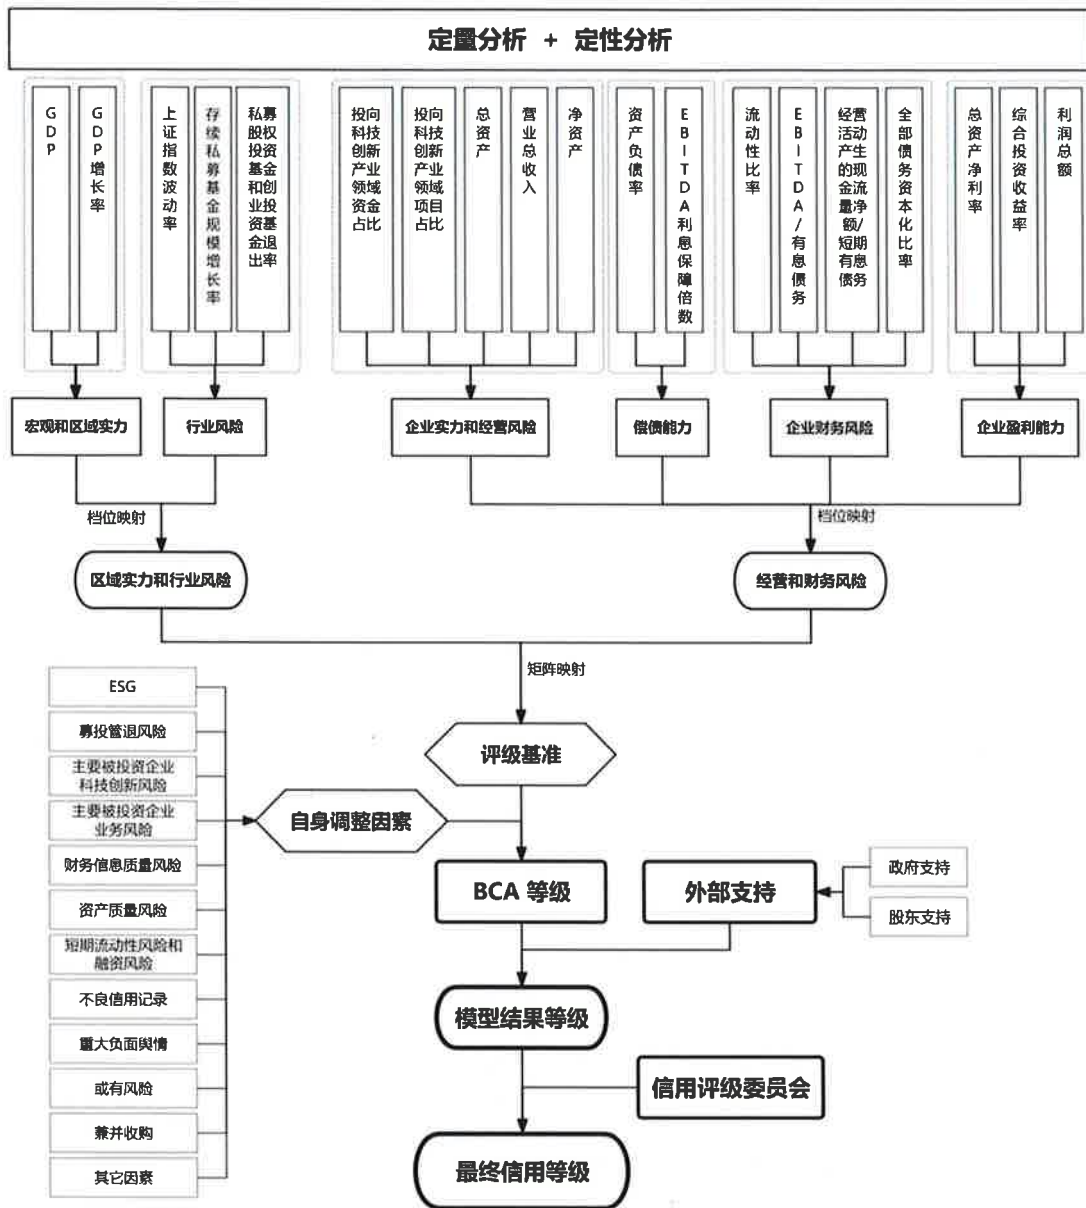 定量分析 + 定性分析
GDP
GDP增长率
上证指数波动率
存续私募基金规模增长率
私募股权投资基金和创业投资基金退出率
投向科技创新产业领域资金占比
投向科技创新产业领域项目占比
总资产
营业总收入
净资产
资产负债率
EBITDA利息保障倍数
流动性比率
EBITDA/有息债务
经营活动产生的现金流量净额/短期有息债务
全部债务资本化比率
总资产净利率
综合投资收益率
利润总额
宏观和区域实力
行业风险
企业实力和经营风险
偿债能力
企业财务风险
企业盈利能力
档位映射
档位映射
区域实力和行业风险
经营和财务风险
矩阵映射
ESG
募投管退风险
主要被投资企业
科技创新风险
主要被投资企业
业务风险
财务信息质量风险
资产质量风险
短期流动性风险和
融资风险
不良信用记录
重大负面舆情
或有风险
兼并收购
其它因素
评级基准
自身调整因素
BCA 等级
外部支持
政府支持
股东支持
模型结果等级
信用评级委员会
最终信用等级